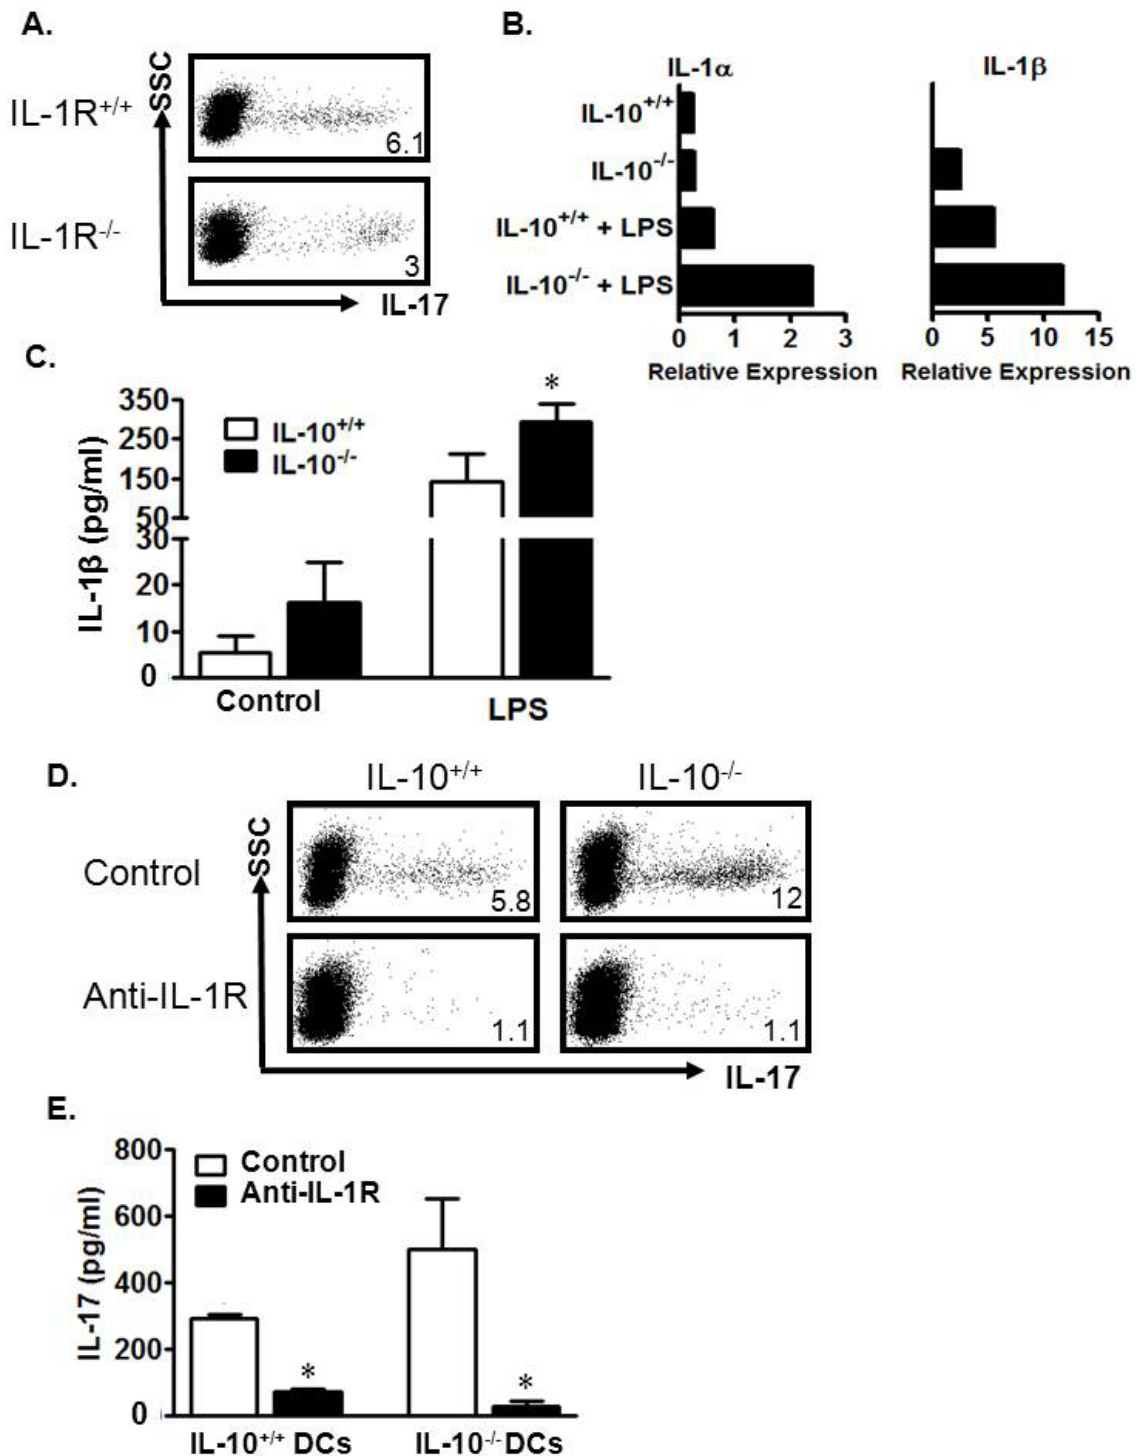 A.
IL-1R+/+
SSC
6.1
IL-1R-/-
3
IL-17
B.
IL-1α
IL-1β
IL-10+/+
IL-10-/-
IL-10+/+ + LPS
IL-10-/- + LPS
0 1 2 3
0 5 10 15
Relative Expression
Relative Expression
C.
IL-1β (pg/ml)
350
250
150
50
30
20
10
0
IL-10+/+
IL-10-/-
*
Control
LPS
D.
IL-10+/+
IL-10-/-
SSC
Control
5.8
12
Anti-IL-1R
1.1
1.1
IL-17
E.
IL-17 (pg/ml)
800
600
400
200
0
Control
Anti-IL-1R
*
*
IL-10+/+ DCs
IL-10-/- DCs